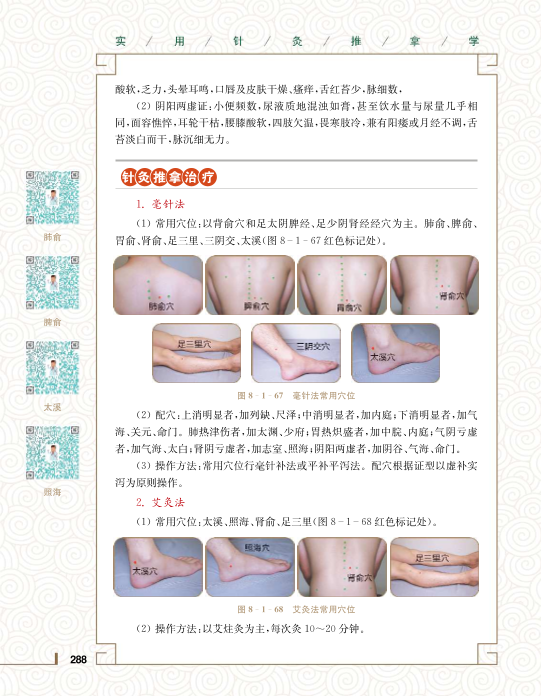 实 / 用 / 针 / 灸 / 推 / 拿 / 学
酸软,乏力,头晕耳鸣,口唇及皮肤干燥、瘙痒,舌红苔少,脉细数,
(2) 阴阳两虚证:小便频数,尿液质地混浊如膏,甚至饮水量与尿量几乎相
同,面容憔悴,耳轮干枯,腰膝酸软,四肢欠温,畏寒肢冷,兼有阳痿或月经不调,舌
苔淡白而干,脉沉细无力。
针灸推拿治疗
1. 毫针法
(1) 常用穴位:以背俞穴和足太阴脾经、足少阴肾经经穴为主。肺俞、脾俞、
胃俞、肾俞、足三里、三阴交、太溪(图 8-1-67 红色标记处)。
肺俞穴
脾俞穴
胃俞穴
肾俞穴
足三里穴
三阴交穴
太溪穴
图 8-1-67 毫针法常用穴位
(2) 配穴:上消明显者,加列缺、尺泽;中消明显者,加内庭;下消明显者,加气
海、关元、命门。肺热津伤者,加太渊、少府;胃热炽盛者,加中脘、内庭;气阴亏虚
者,加气海、太白;肾阴亏虚者,加志室、照海;阴阳两虚者,加阴谷、气海、命门。
(3) 操作方法:常用穴位行毫针补法或平补平泻法。配穴根据证型以虚补实
泻为原则操作。
2. 艾灸法
(1) 常用穴位:太溪、照海、肾俞、足三里(图 8-1-68 红色标记处)。
太溪穴
照海穴
肾俞穴
足三里穴
图 8-1-68 艾灸法常用穴位
(2) 操作方法:以艾炷灸为主,每次灸 10～20 分钟。
肺俞
脾俞
太溪
照海
288